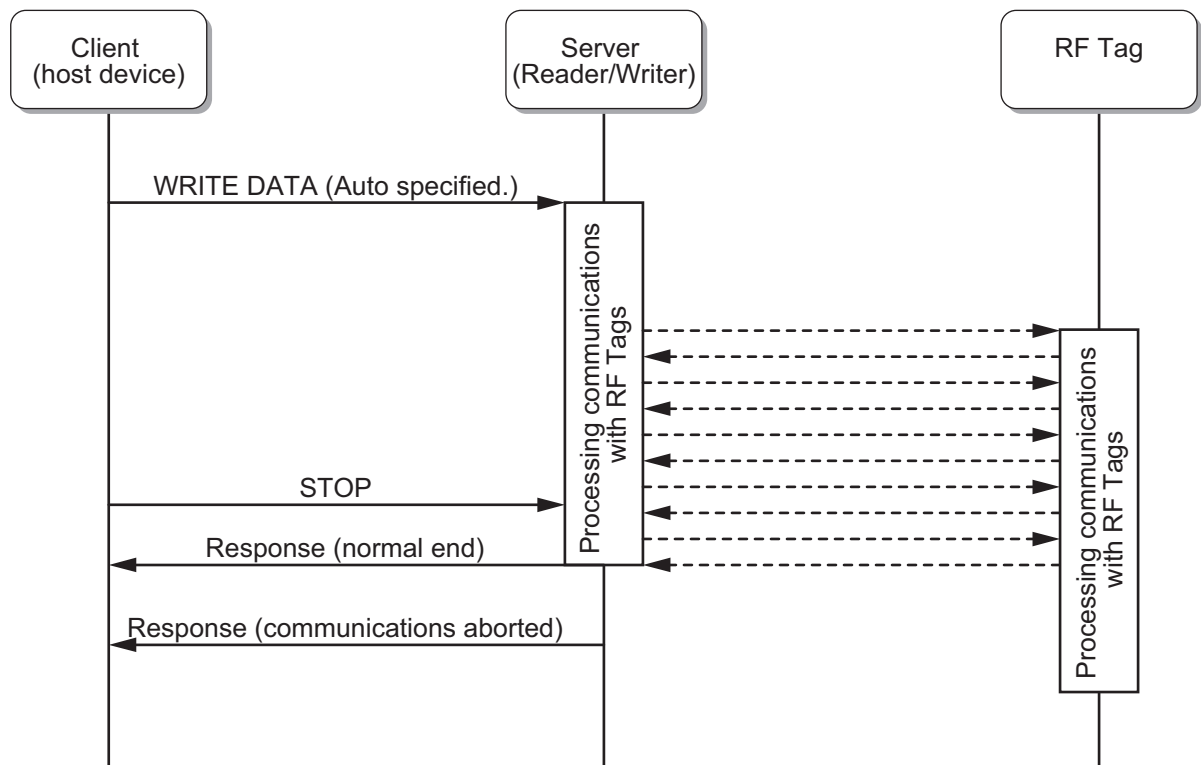 Client
(host device)
Server
(Reader/Writer)
RF Tag
WRITE DATA (Auto specified.)
Processing communications
with RF Tags
Processing communications
with RF Tags
STOP
Response (normal end)
Response (communications aborted)